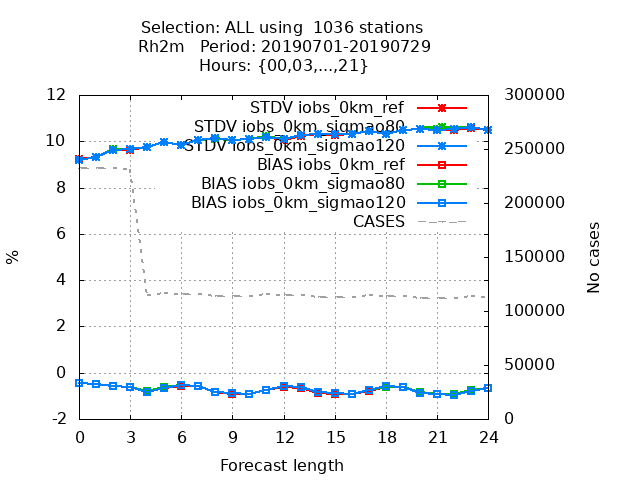 Selection: ALL using  1036 stations
Rh2m   Period: 20190701-20190729
Hours: {00,03,...,21}
STDV iobs_0km_ref
STDV iobs_0km_sigmao80
STDV iobs_0km_sigmao120
BIAS iobs_0km_ref
BIAS iobs_0km_sigmao80
BIAS iobs_0km_sigmao120
CASES
12
10
8
6
4
2
0
-2
%
300000
250000
200000
150000
100000
50000
0
No cases
0 3 6 9 12 15 18 21 24
Forecast length